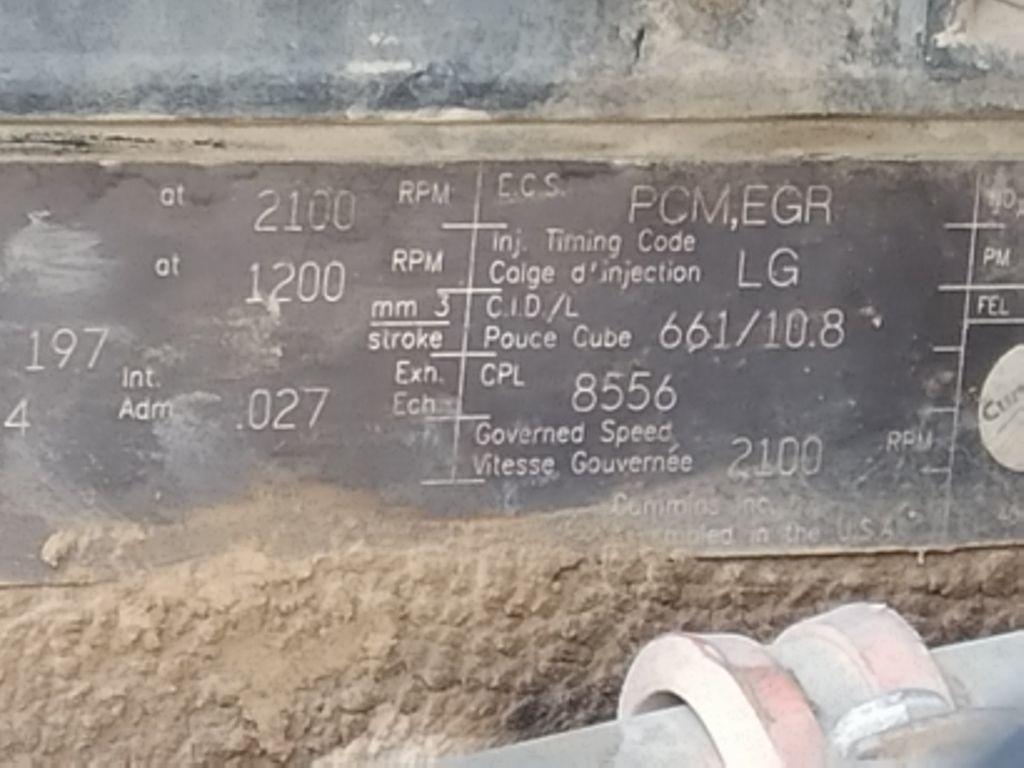 at 2100 RPM
at 1200 RPM
mm 3
stroke
197
4
Int.
Adm .027
Exh.
Ech.
E.C.S. PCM,EGR
Inj. Timing Code
Calge d'injection LG
C.I.D./L
Pouce Cube 661/10.8
CPL 8556
Governed Speed
Vitesse Gouvernée 2100 RPM
Cummins Inc.
in the U.S.A.
PM
FEL